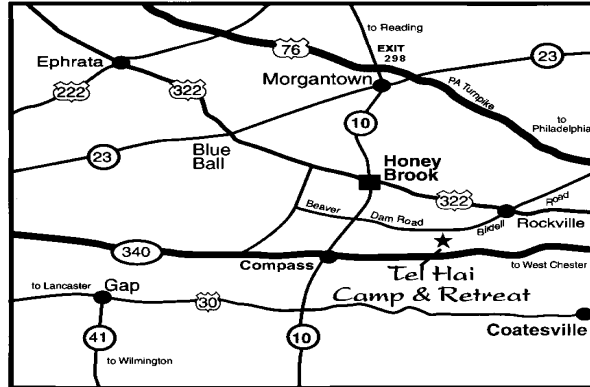 to Reading
76
EXIT
298
23
Ephrata
Morgantown
PA Turnpike
222
322
to
Philadelphia
10
23
Blue
Ball
Honey
Brook
322
Road
Beaver
Dam Road
Birdell
Rockville
340
Compass
Tel Hai
Camp & Retreat
to West Chester
to Lancaster
Gap
30
Coatesville
41
10
to Wilmington